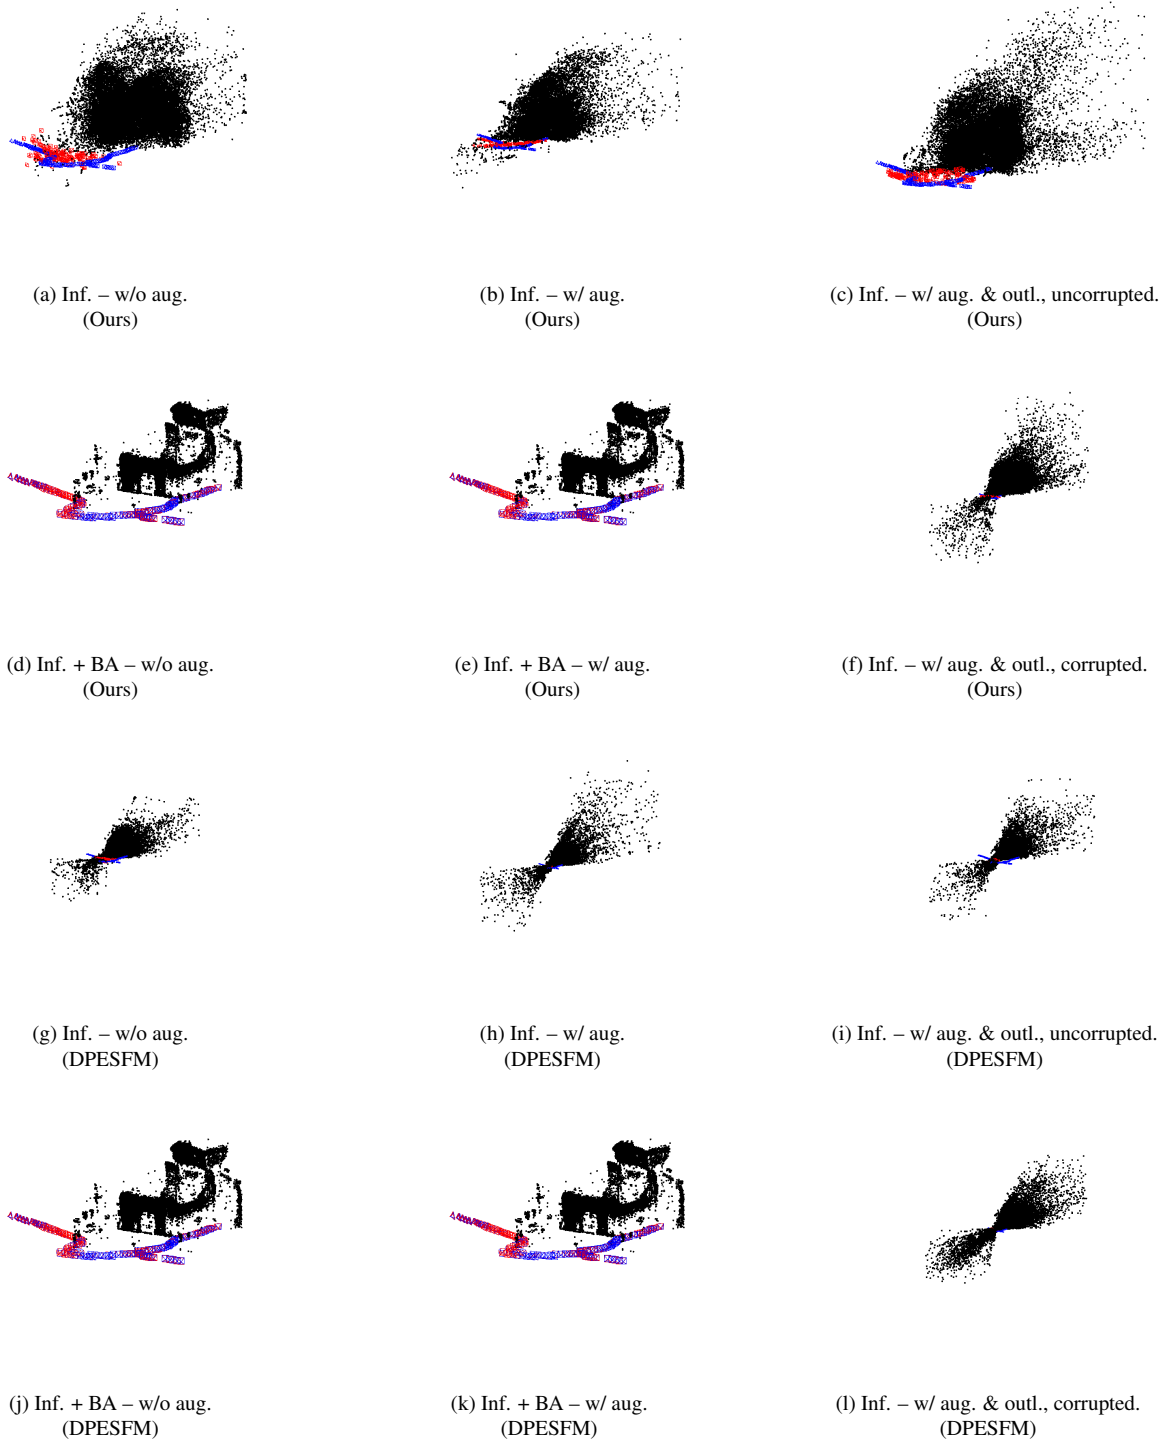 (a) Inf. – w/o aug.
(Ours)
(b) Inf. – w/ aug.
(Ours)
(c) Inf. – w/ aug. & outl., uncorrupted.
(Ours)
(d) Inf. + BA – w/o aug.
(Ours)
(e) Inf. + BA – w/ aug.
(Ours)
(f) Inf. – w/ aug. & outl., corrupted.
(Ours)
(g) Inf. – w/o aug.
(DPESFM)
(h) Inf. – w/ aug.
(DPESFM)
(i) Inf. – w/ aug. & outl., uncorrupted.
(DPESFM)
(j) Inf. + BA – w/o aug.
(DPESFM)
(k) Inf. + BA – w/ aug.
(DPESFM)
(l) Inf. – w/ aug. & outl., corrupted.
(DPESFM)